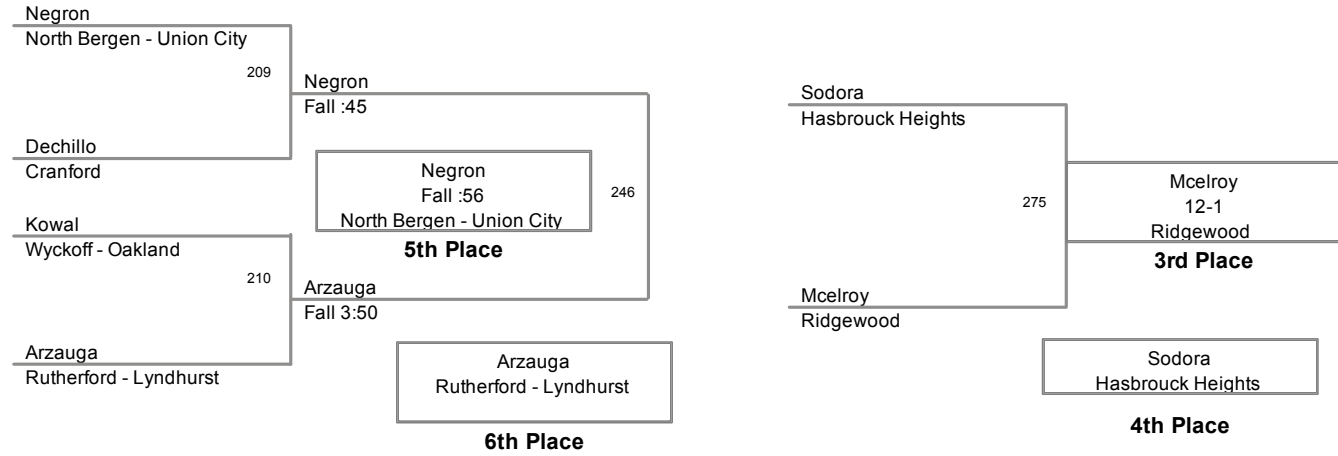 Negron
North Bergen - Union City
209
Negron
Fall :45
Dechillo
Cranford
Negron
Fall :56
North Bergen - Union City
5th Place
246
Kowal
Wyckoff - Oakland
210
Arzauga
Fall 3:50
Arzauga
Rutherford - Lyndhurst
Arzauga
Rutherford - Lyndhurst
6th Place
Sodora
Hasbrouck Heights
275
Mcelroy
12-1
Ridgewood
3rd Place
Mcelroy
Ridgewood
Sodora
Hasbrouck Heights
4th Place